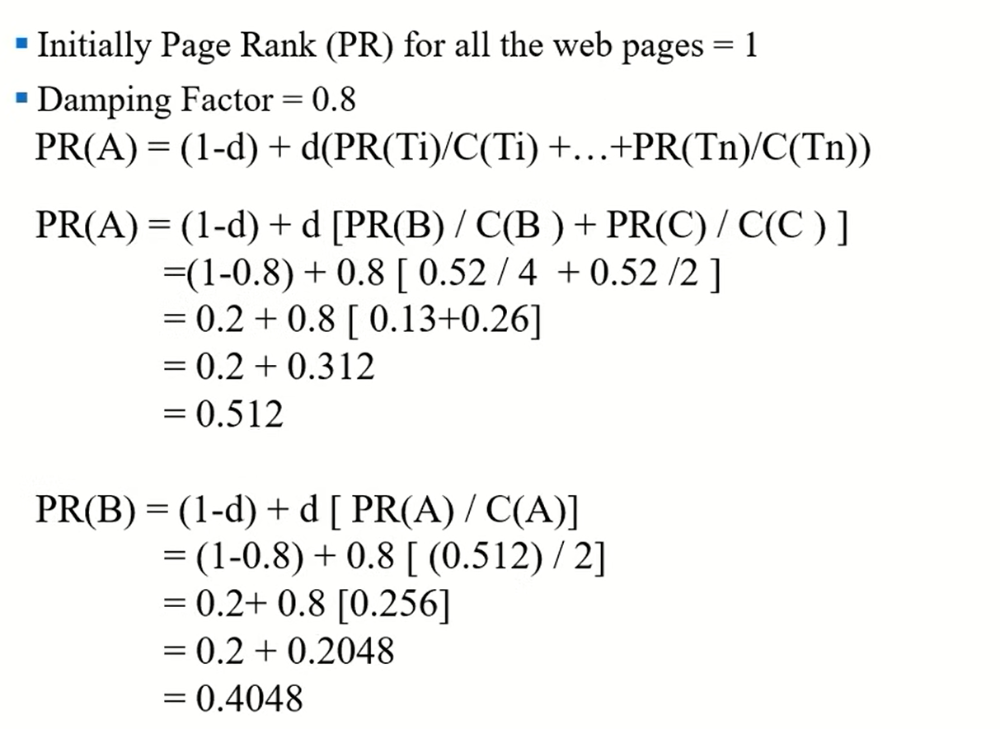 ▪ Initially Page Rank (PR) for all the web pages = 1
▪ Damping Factor = 0.8
PR(A) = (1-d) + d(PR(Ti)/C(Ti) +…+PR(Tn)/C(Tn))
PR(A) = (1-d) + d [PR(B) / C(B ) + PR(C) / C(C ) ]
=(1-0.8) + 0.8 [ 0.52 / 4 + 0.52 /2 ]
= 0.2 + 0.8 [ 0.13+0.26]
= 0.2 + 0.312
= 0.512
PR(B) = (1-d) + d [ PR(A) / C(A)]
= (1-0.8) + 0.8 [ (0.512) / 2]
= 0.2+ 0.8 [0.256]
= 0.2 + 0.2048
= 0.4048